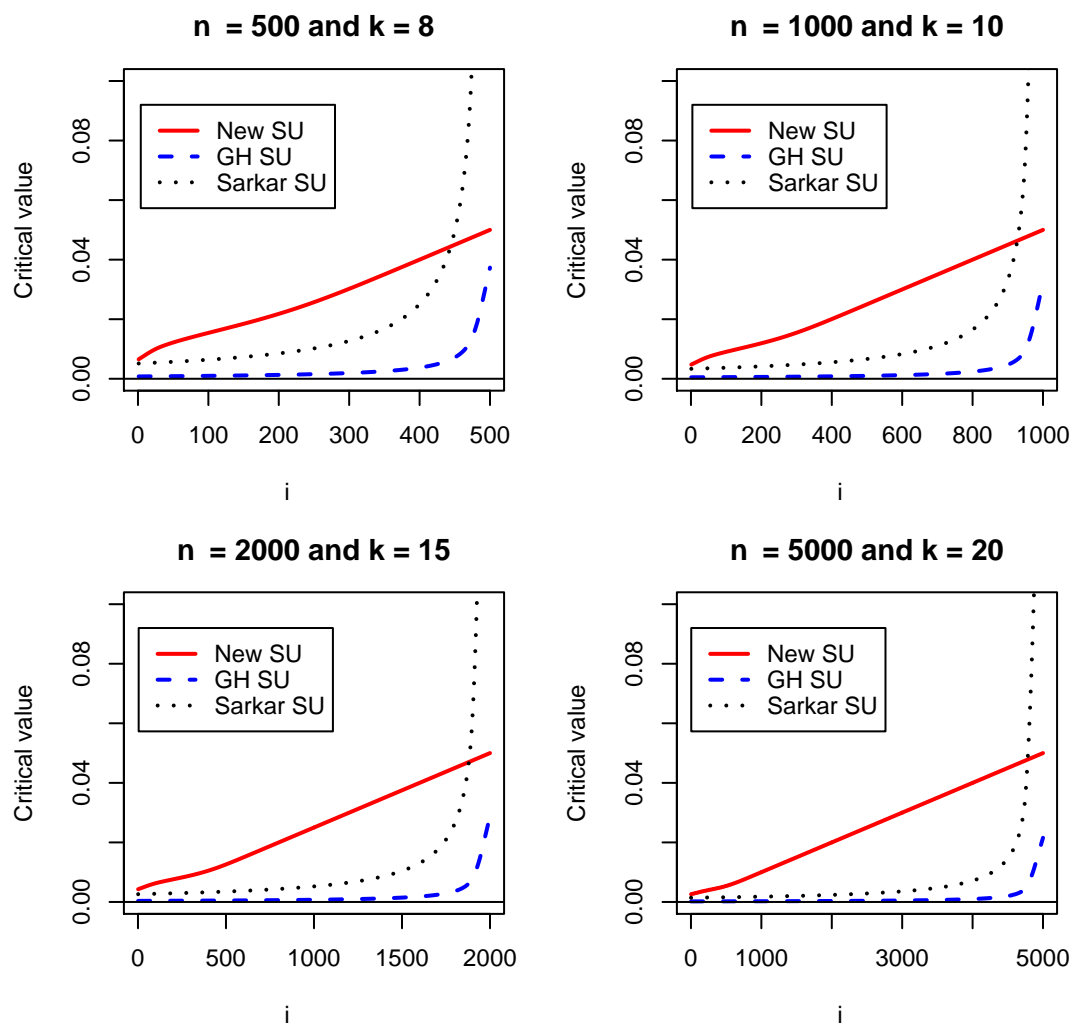 n = 500 and k = 8
Critical value
0.00 0.04 0.08
New SU
GH SU
Sarkar SU
0 100 200 300 400 500
i
n = 1000 and k = 10
Critical value
0.00 0.04 0.08
New SU
GH SU
Sarkar SU
0 200 400 600 800 1000
i
n = 2000 and k = 15
Critical value
0.00 0.04 0.08
New SU
GH SU
Sarkar SU
0 500 1000 1500 2000
i
n = 5000 and k = 20
Critical value
0.00 0.04 0.08
New SU
GH SU
Sarkar SU
0 1000 3000 5000
i